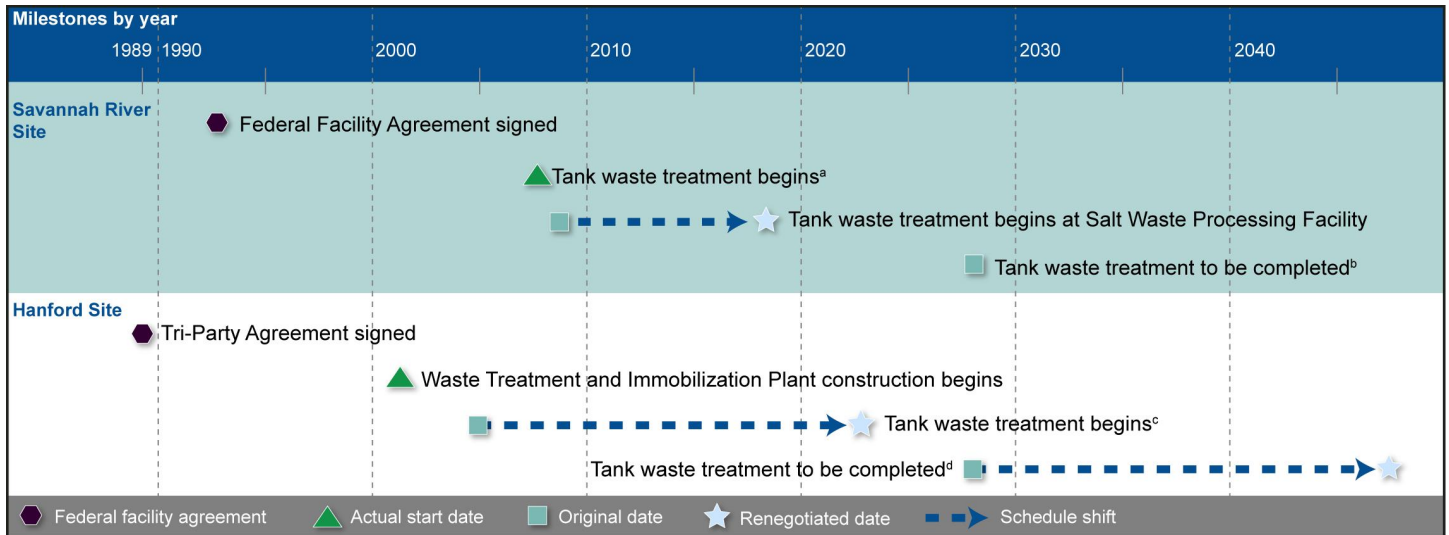 Milestones by year
1989 1990 2000 2010 2020 2030 2040
Savannah River
Site
Federal Facility Agreement signed
Tank waste treatment beginsᵃ
Tank waste treatment begins at Salt Waste Processing Facility
Tank waste treatment to be completedᵇ
Hanford Site
Tri-Party Agreement signed
Waste Treatment and Immobilization Plant construction begins
Tank waste treatment beginsᶜ
Tank waste treatment to be completedᵈ
Federal facility agreement Actual start date Original date Renegotiated date Schedule shift